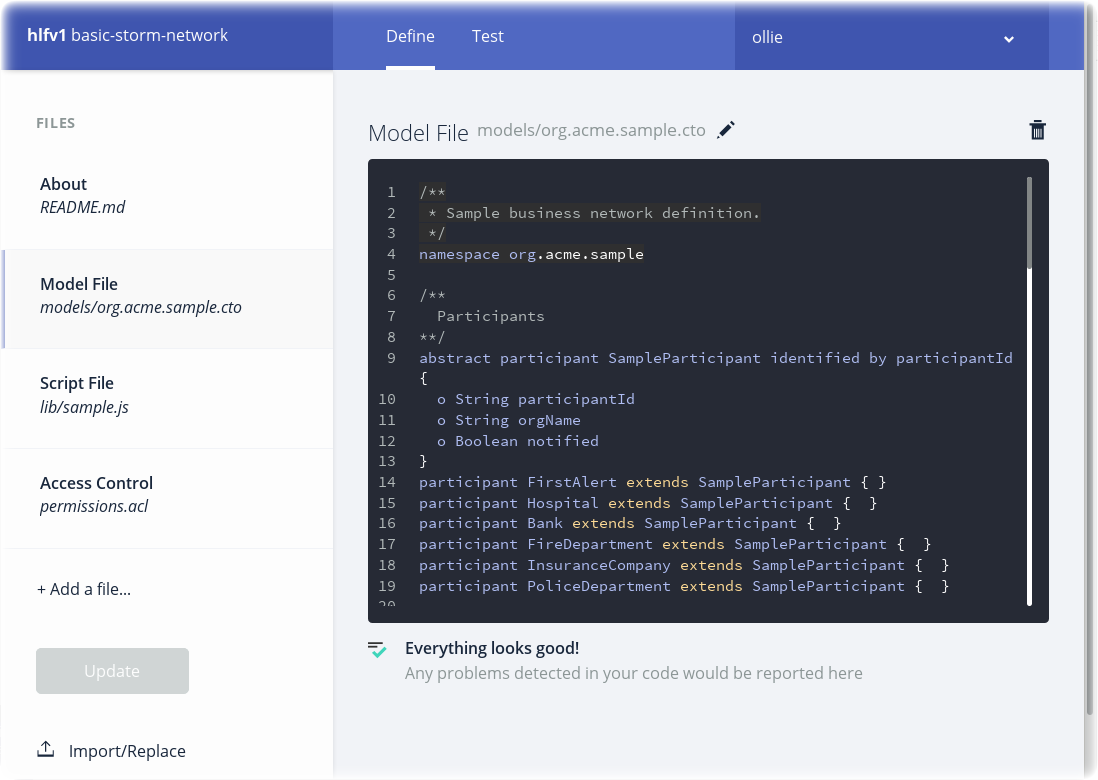 hlfv1 basic-storm-network
Define
Test
ollie
FILES
About
README.md
Model File
models/org.acme.sample.cto
Script File
lib/sample.js
Access Control
permissions.acl
+ Add a file...
Update
Import/Replace
Model File models/org.acme.sample.cto
1 /**
2  * Sample business network definition.
3  */
4 namespace org.acme.sample
5
6 /**
7   Participants
8 **/
9 abstract participant SampleParticipant identified by participantId
{
10   o String participantId
11   o String orgName
12   o Boolean notified
13 }
14 participant FirstAlert extends SampleParticipant { }
15 participant Hospital extends SampleParticipant {  }
16 participant Bank extends SampleParticipant {  }
17 participant FireDepartment extends SampleParticipant {  }
18 participant InsuranceCompany extends SampleParticipant {  }
19 participant PoliceDepartment extends SampleParticipant {  }
20
Everything looks good!
Any problems detected in your code would be reported here